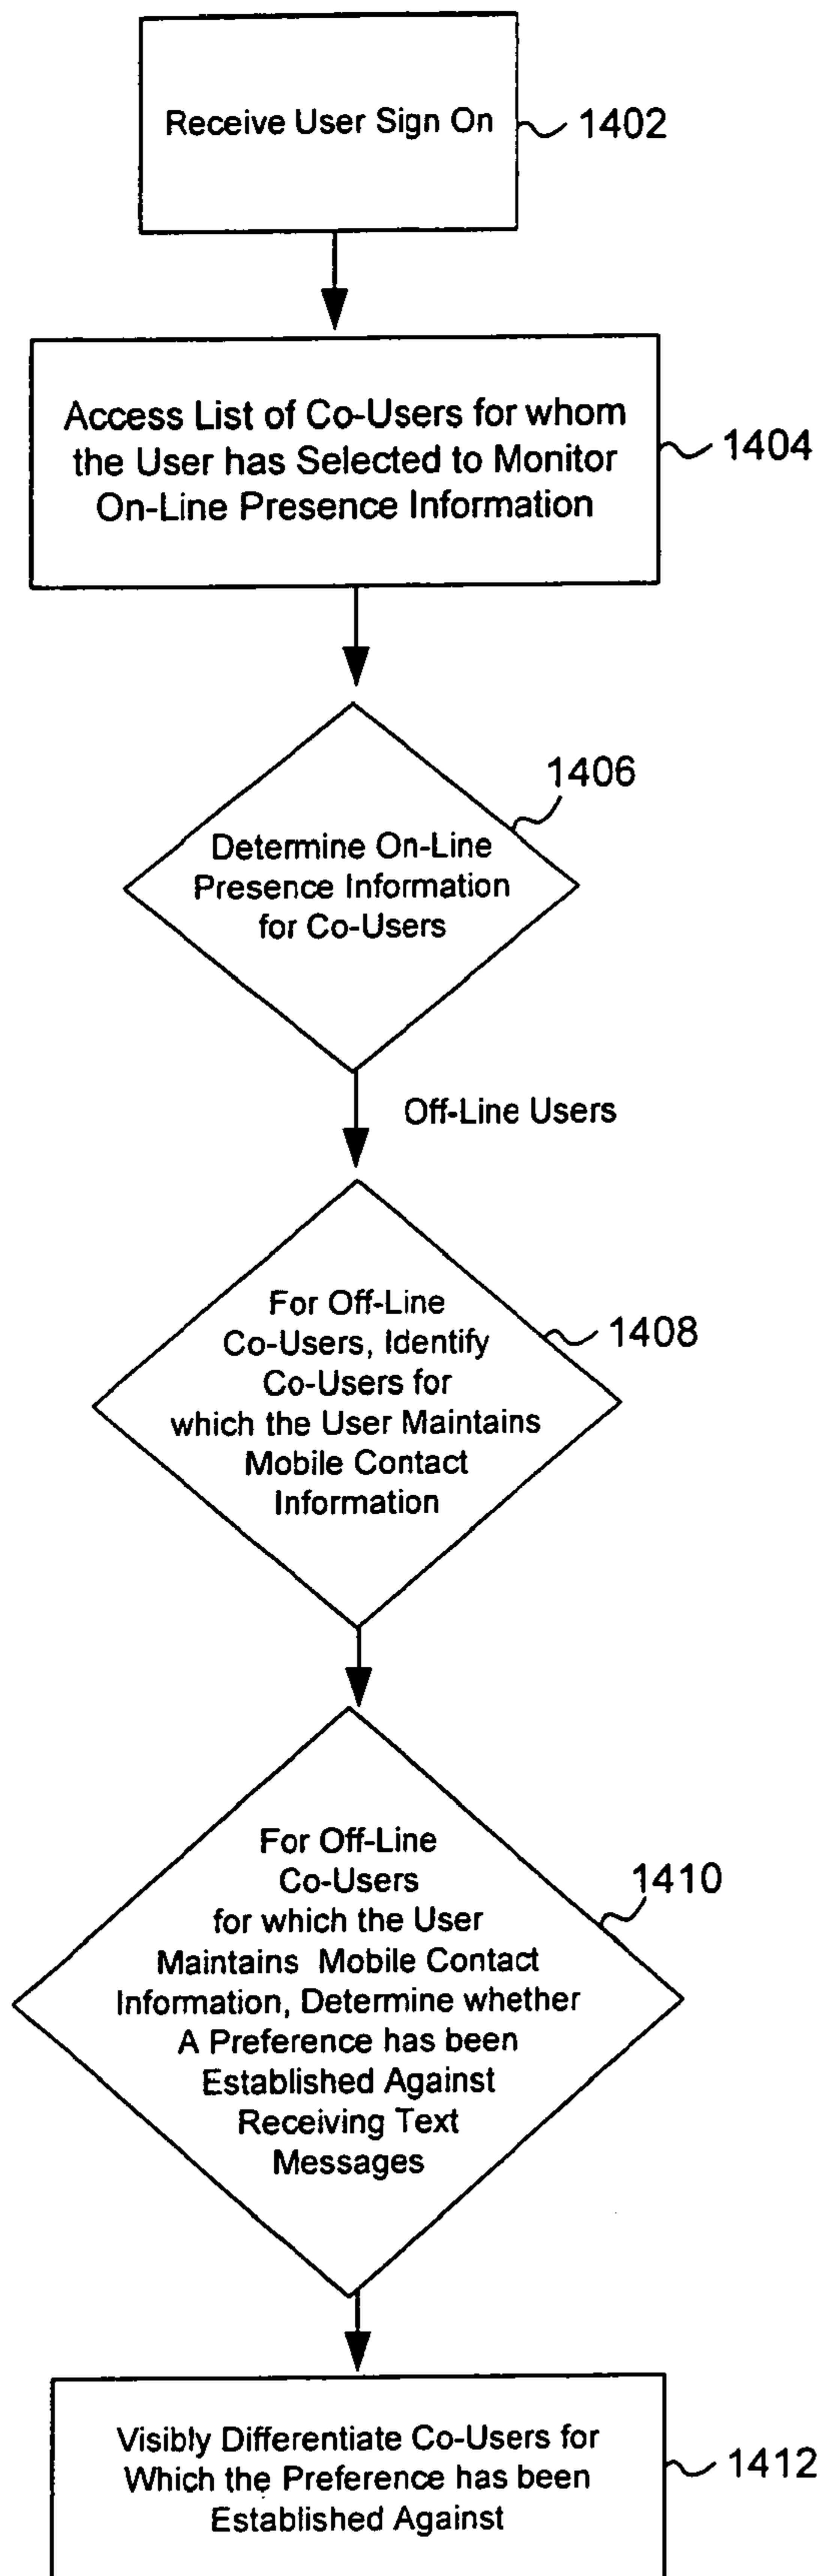 Receive User Sign On
1402
Access List of Co-Users for whom
the User has Selected to Monitor
On-Line Presence Information
1404
1406
Determine On-Line
Presence Information
for Co-Users
Off-Line Users
For Off-Line
Co-Users, Identify
Co-Users for
which the User Maintains
Mobile Contact
Information
1408
For Off-Line
Co-Users
for which the User
Maintains Mobile Contact
Information, Determine whether
A Preference has been
Established Against
Receiving Text
Messages
1410
Visibly Differentiate Co-Users for
Which the Preference has been
Established Against
1412